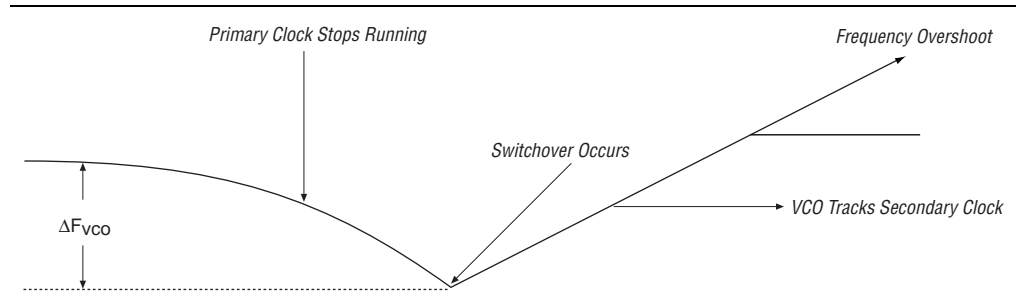 Primary Clock Stops Running
Frequency Overshoot
Switchover Occurs
ΔFVCO
VCO Tracks Secondary Clock